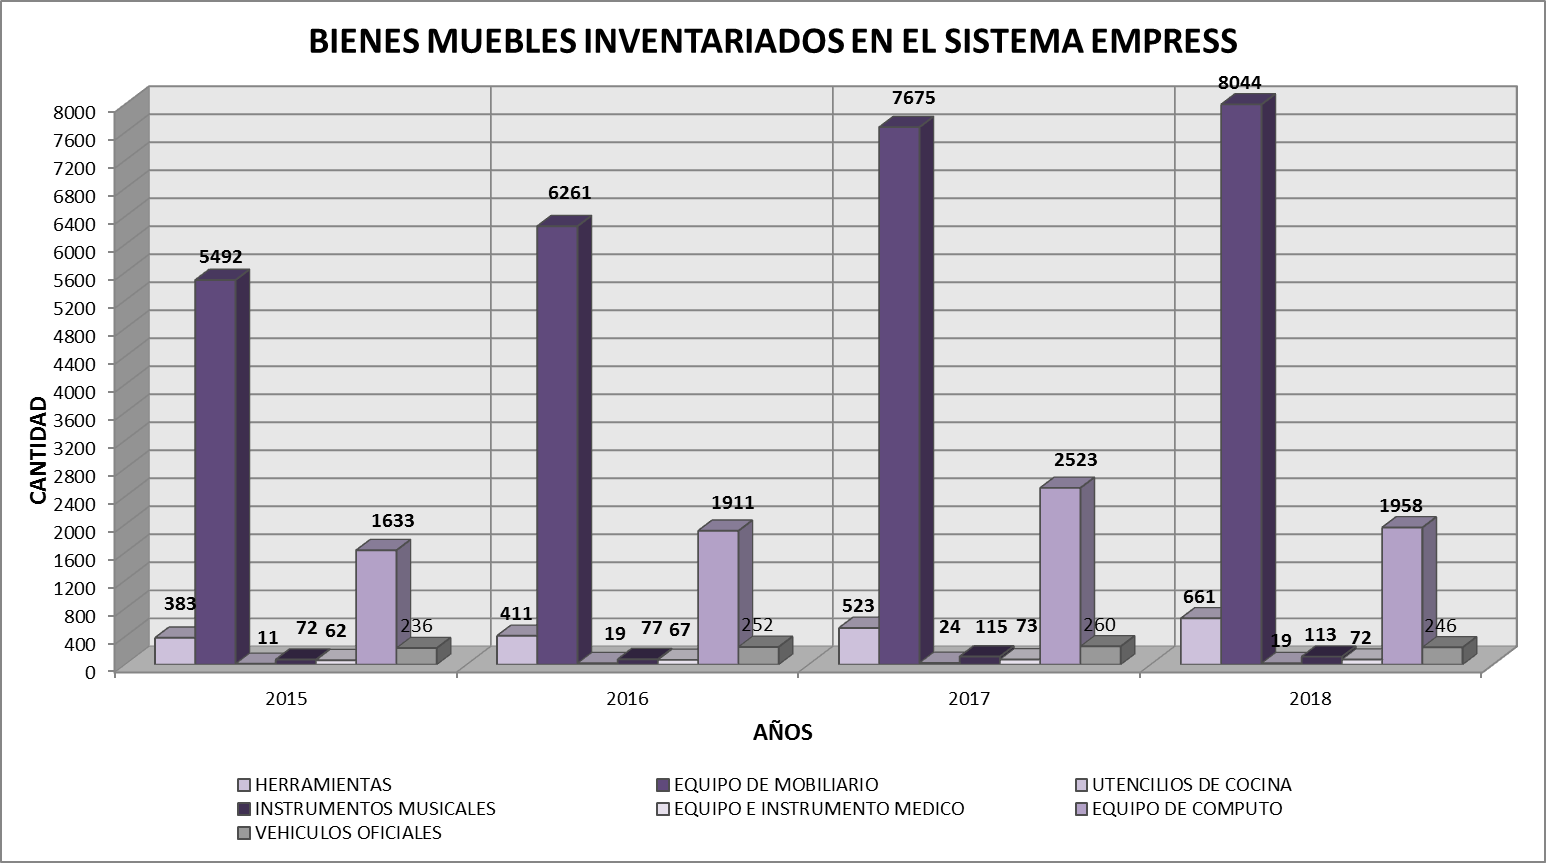 BIENES MUEBLES INVENTARIADOS EN EL SISTEMA EMPRESS
CANTIDAD
8000
7600
7200
6800
6400
6000
5600
5200
4800
4400
4000
3600
3200
2800
2400
2000
1600
1200
800
400
0
383 5492 11 72 62 1633 236
411 6261 19 77 67 1911 252
523 7675 24 115 73 2523 260
661 8044 19 113 72 1958 246
2015 2016 2017 2018
AÑOS
HERRAMIENTAS EQUIPO DE MOBILIARIO UTENCILIOS DE COCINA
INSTRUMENTOS MUSICALES EQUIPO E INSTRUMENTO MEDICO EQUIPO DE COMPUTO
VEHICULOS OFICIALES